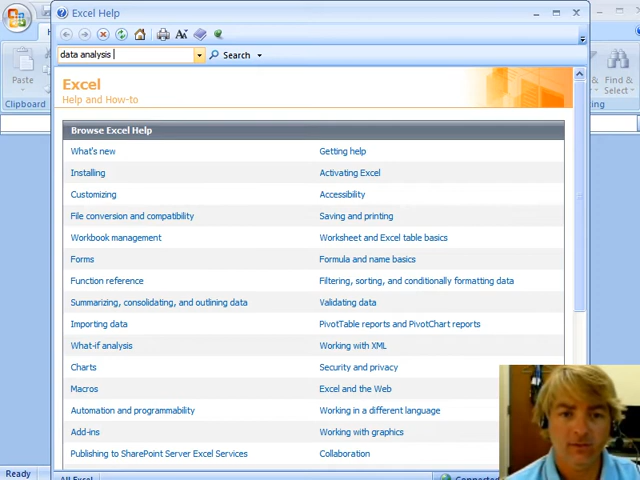 Excel Help
data analysis
Search
Paste
Clipboard
Find &
Select
Excel
Help and How-to
Browse Excel Help
What's new
Getting help
Installing
Activating Excel
Customizing
Accessibility
File conversion and compatibility
Saving and printing
Workbook management
Worksheet and Excel table basics
Forms
Formula and name basics
Function reference
Filtering, sorting, and conditionally formatting data
Summarizing, consolidating, and outlining data
Validating data
Importing data
PivotTable reports and PivotChart reports
What-if analysis
Working with XML
Charts
Security and privacy
Macros
Excel and the Web
Automation and programmability
Working in a different language
Add-ins
Working with graphics
Publishing to SharePoint Server Excel Services
Collaboration
Ready
All Excel